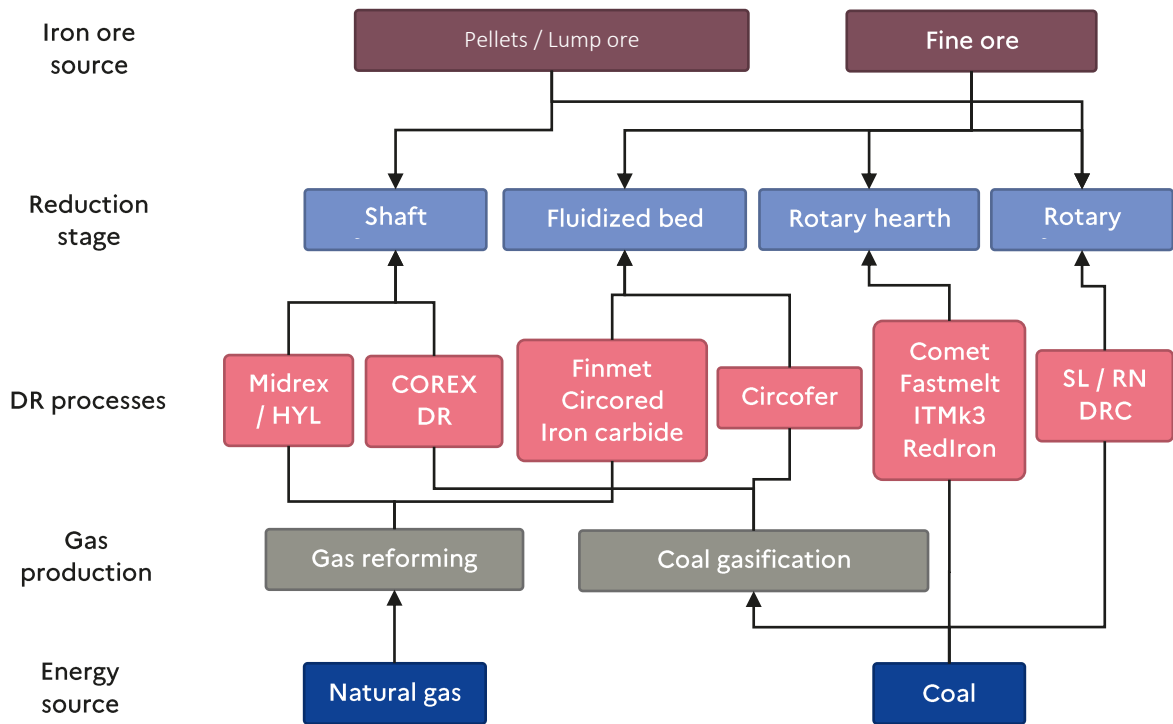 Iron ore
source
Pellets / Lump ore
Fine ore
Reduction
stage
Shaft
Fluidized bed
Rotary hearth
Rotary
DR processes
Midrex
/ HYL
COREX
DR
Finmet
Circored
Iron carbide
Circofer
Comet
Fastmelt
ITMk3
RedIron
SL / RN
DRC
Gas
production
Gas reforming
Coal gasification
Energy
source
Natural gas
Coal